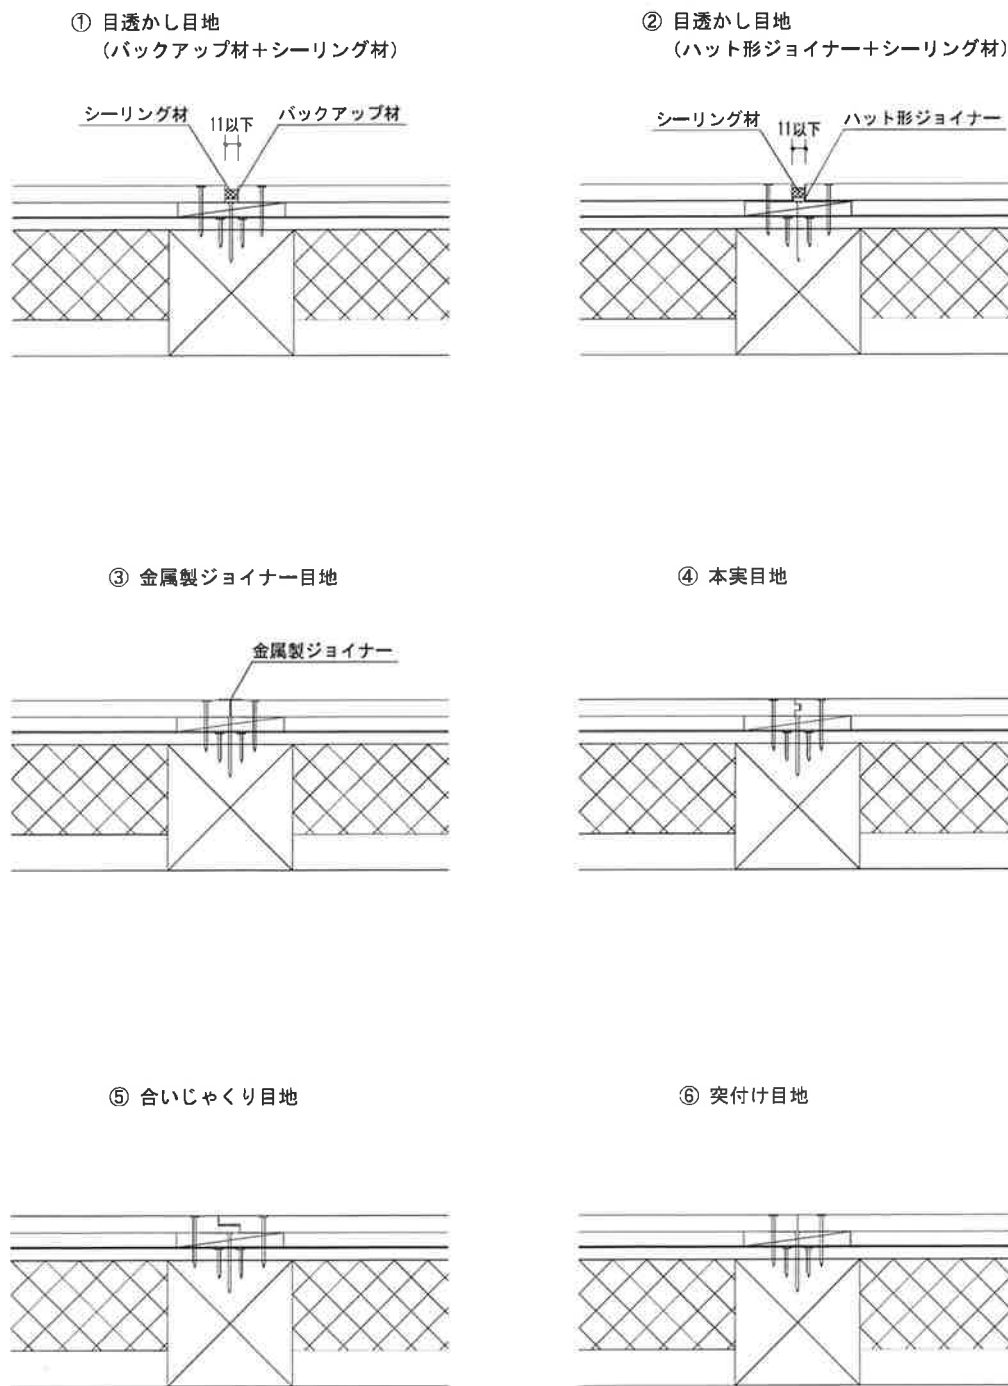 ① 目透かし目地
（バックアップ材＋シーリング材）
シーリング材
11以下
バックアップ材
② 目透かし目地
（ハット形ジョイナー＋シーリング材）
シーリング材
11以下
ハット形ジョイナー
③ 金属製ジョイナー目地
金属製ジョイナー
④ 本実目地
⑤ 合いじゃくり目地
⑥ 突付け目地